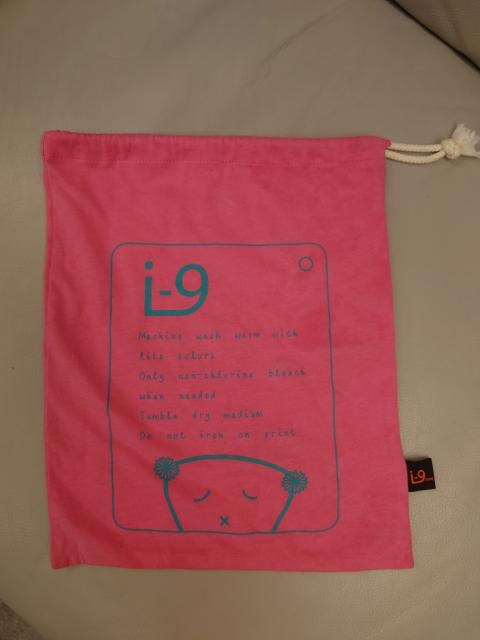 i-9
Machine wash warm with
like colors
Only non-chlorine bleach
when needed
Tumble dry medium
Do not iron on print
i-9